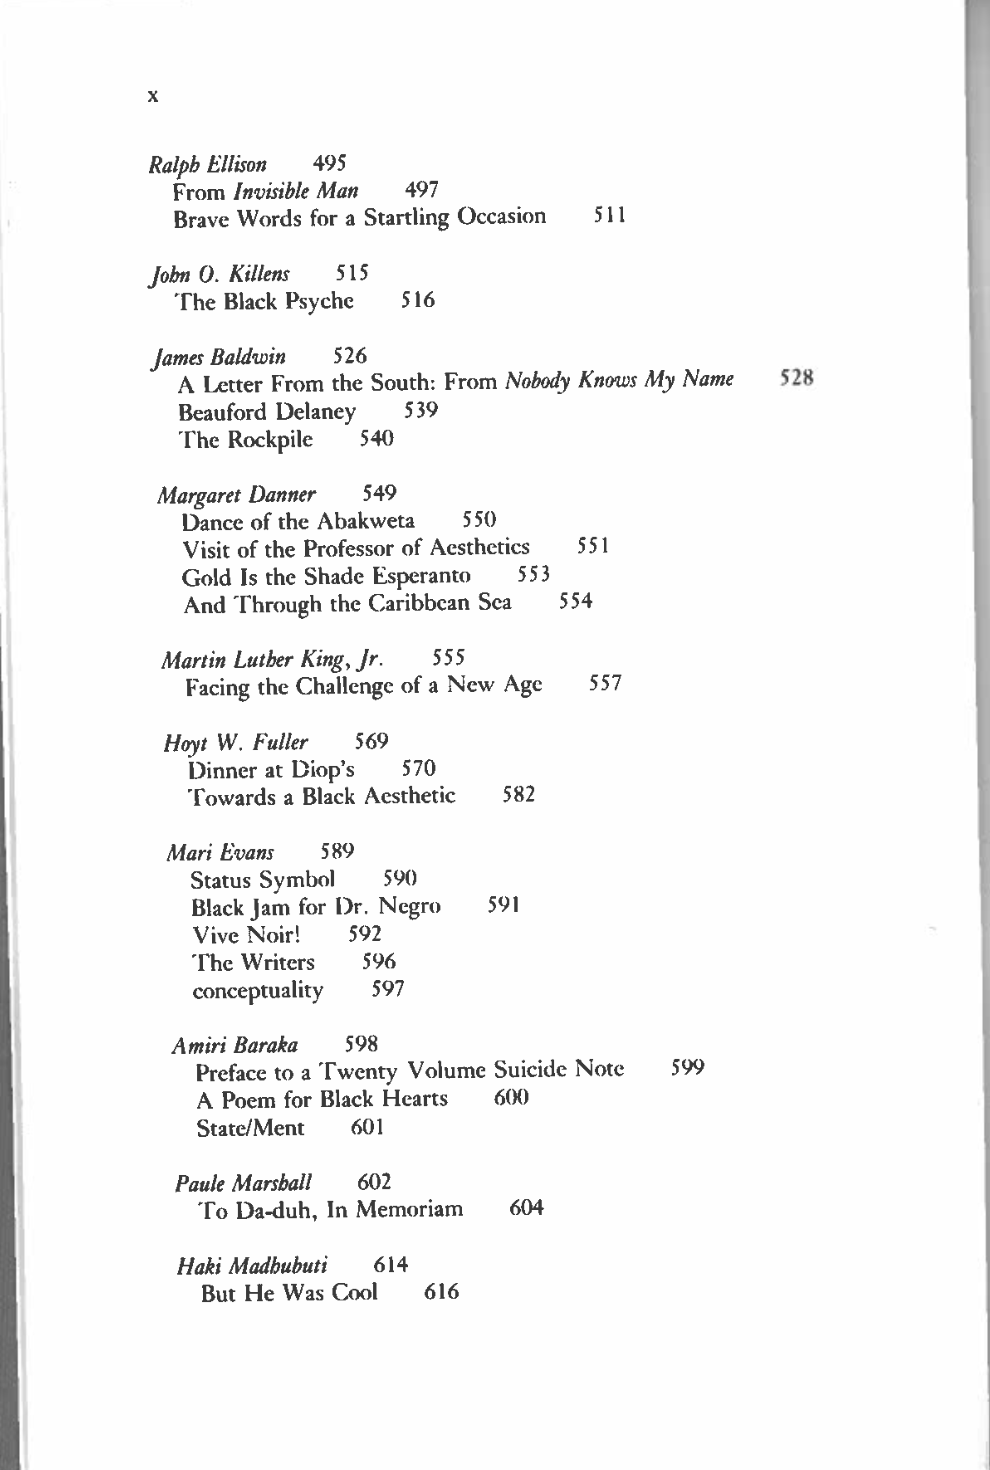 x
Ralph Ellison 495
From Invisible Man 497
Brave Words for a Startling Occasion 511
John O. Killens 515
The Black Psyche 516
James Baldwin 526
A Letter From the South: From Nobody Knows My Name 528
Beauford Delaney 539
The Rockpile 540
Margaret Danner 549
Dance of the Abakweta 550
Visit of the Professor of Aesthetics 551
Gold Is the Shade Esperanto 553
And Through the Caribbean Sea 554
Martin Luther King, Jr. 555
Facing the Challenge of a New Age 557
Hoyt W. Fuller 569
Dinner at Diop's 570
Towards a Black Aesthetic 582
Mari Evans 589
Status Symbol 590
Black Jam for Dr. Negro 591
Vive Noir! 592
The Writers 596
conceptuality 597
Amiri Baraka 598
Preface to a Twenty Volume Suicide Note 599
A Poem for Black Hearts 600
State/Ment 601
Paule Marshall 602
To Da-duh, In Memoriam 604
Haki Madhubuti 614
But He Was Cool 616